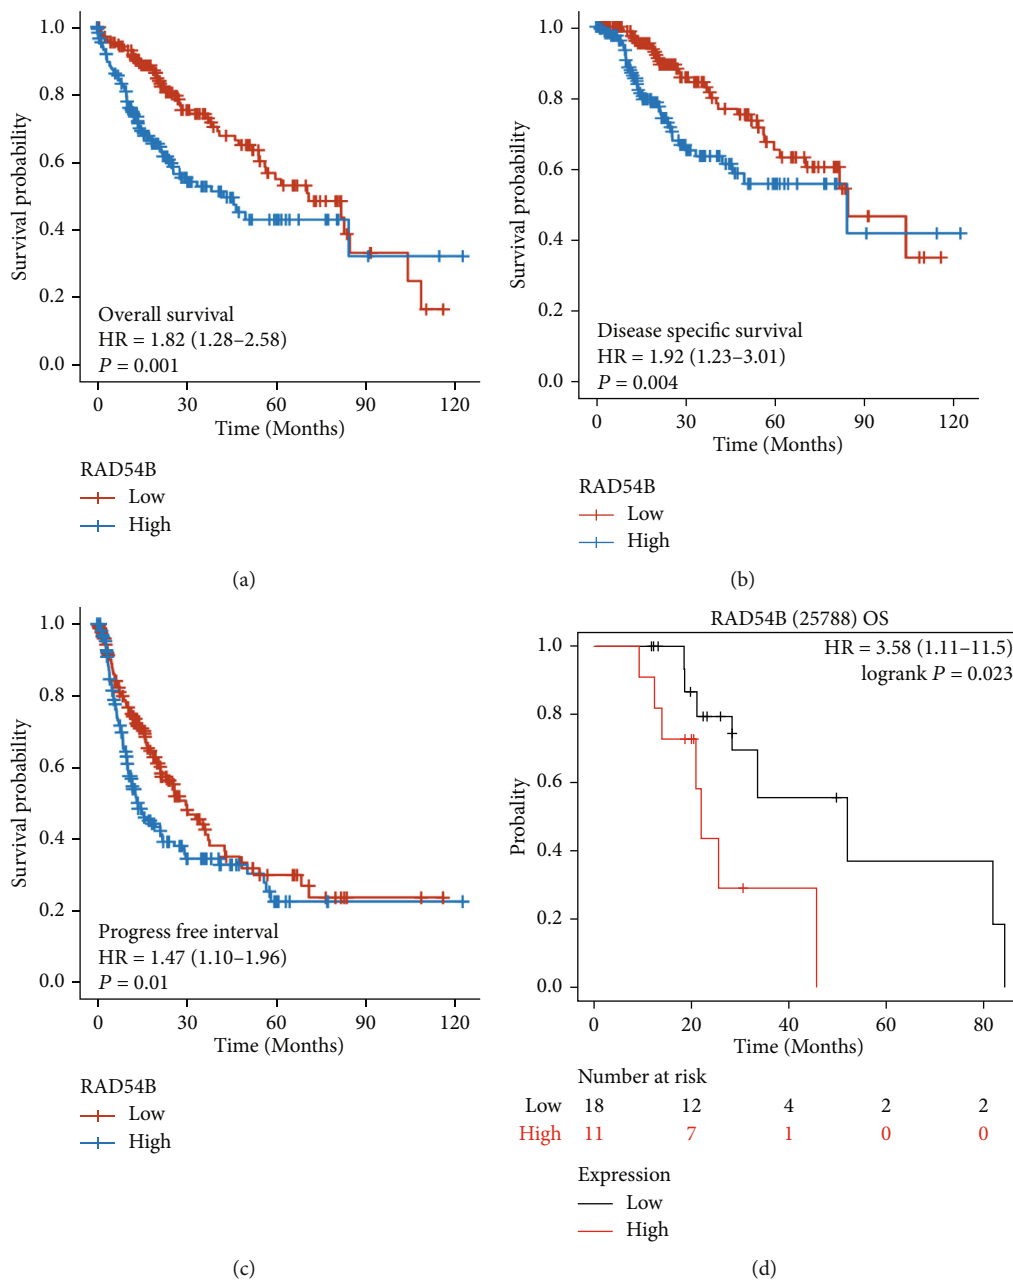 1.0
0.8
0.6
0.4
0.2
0.0
Survival probability
Overall survival
HR = 1.82 (1.28–2.58)
P = 0.001
0 30 60 90 120
Time (Months)
RAD54B
Low
High
(a)
1.0
0.8
0.6
0.4
0.2
0.0
Survival probability
Disease specific survival
HR = 1.92 (1.23–3.01)
P = 0.004
0 30 60 90 120
Time (Months)
RAD54B
Low
High
(b)
1.0
0.8
0.6
0.4
0.2
0.0
Survival probability
Progress free interval
HR = 1.47 (1.10–1.96)
P = 0.01
0 30 60 90 120
Time (Months)
RAD54B
Low
High
(c)
RAD54B (25788) OS
HR = 3.58 (1.11–11.5)
logrank P = 0.023
1.0
0.8
0.6
0.4
0.2
0.0
Probality
0 20 40 60 80
Time (Months)
Number at risk
Low 18 12 4 2 2
High 11 7 1 0 0
Expression
Low
High
(d)